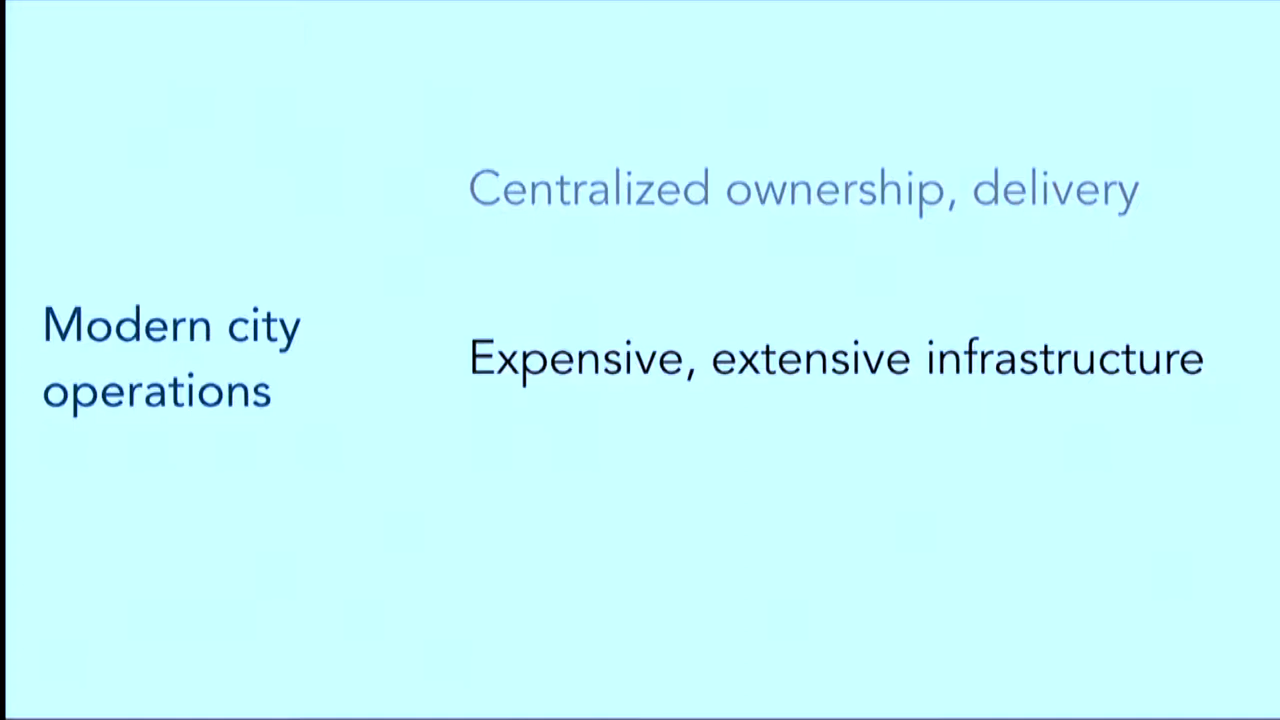 Centralized ownership, delivery
Modern city
operations
Expensive, extensive infrastructure